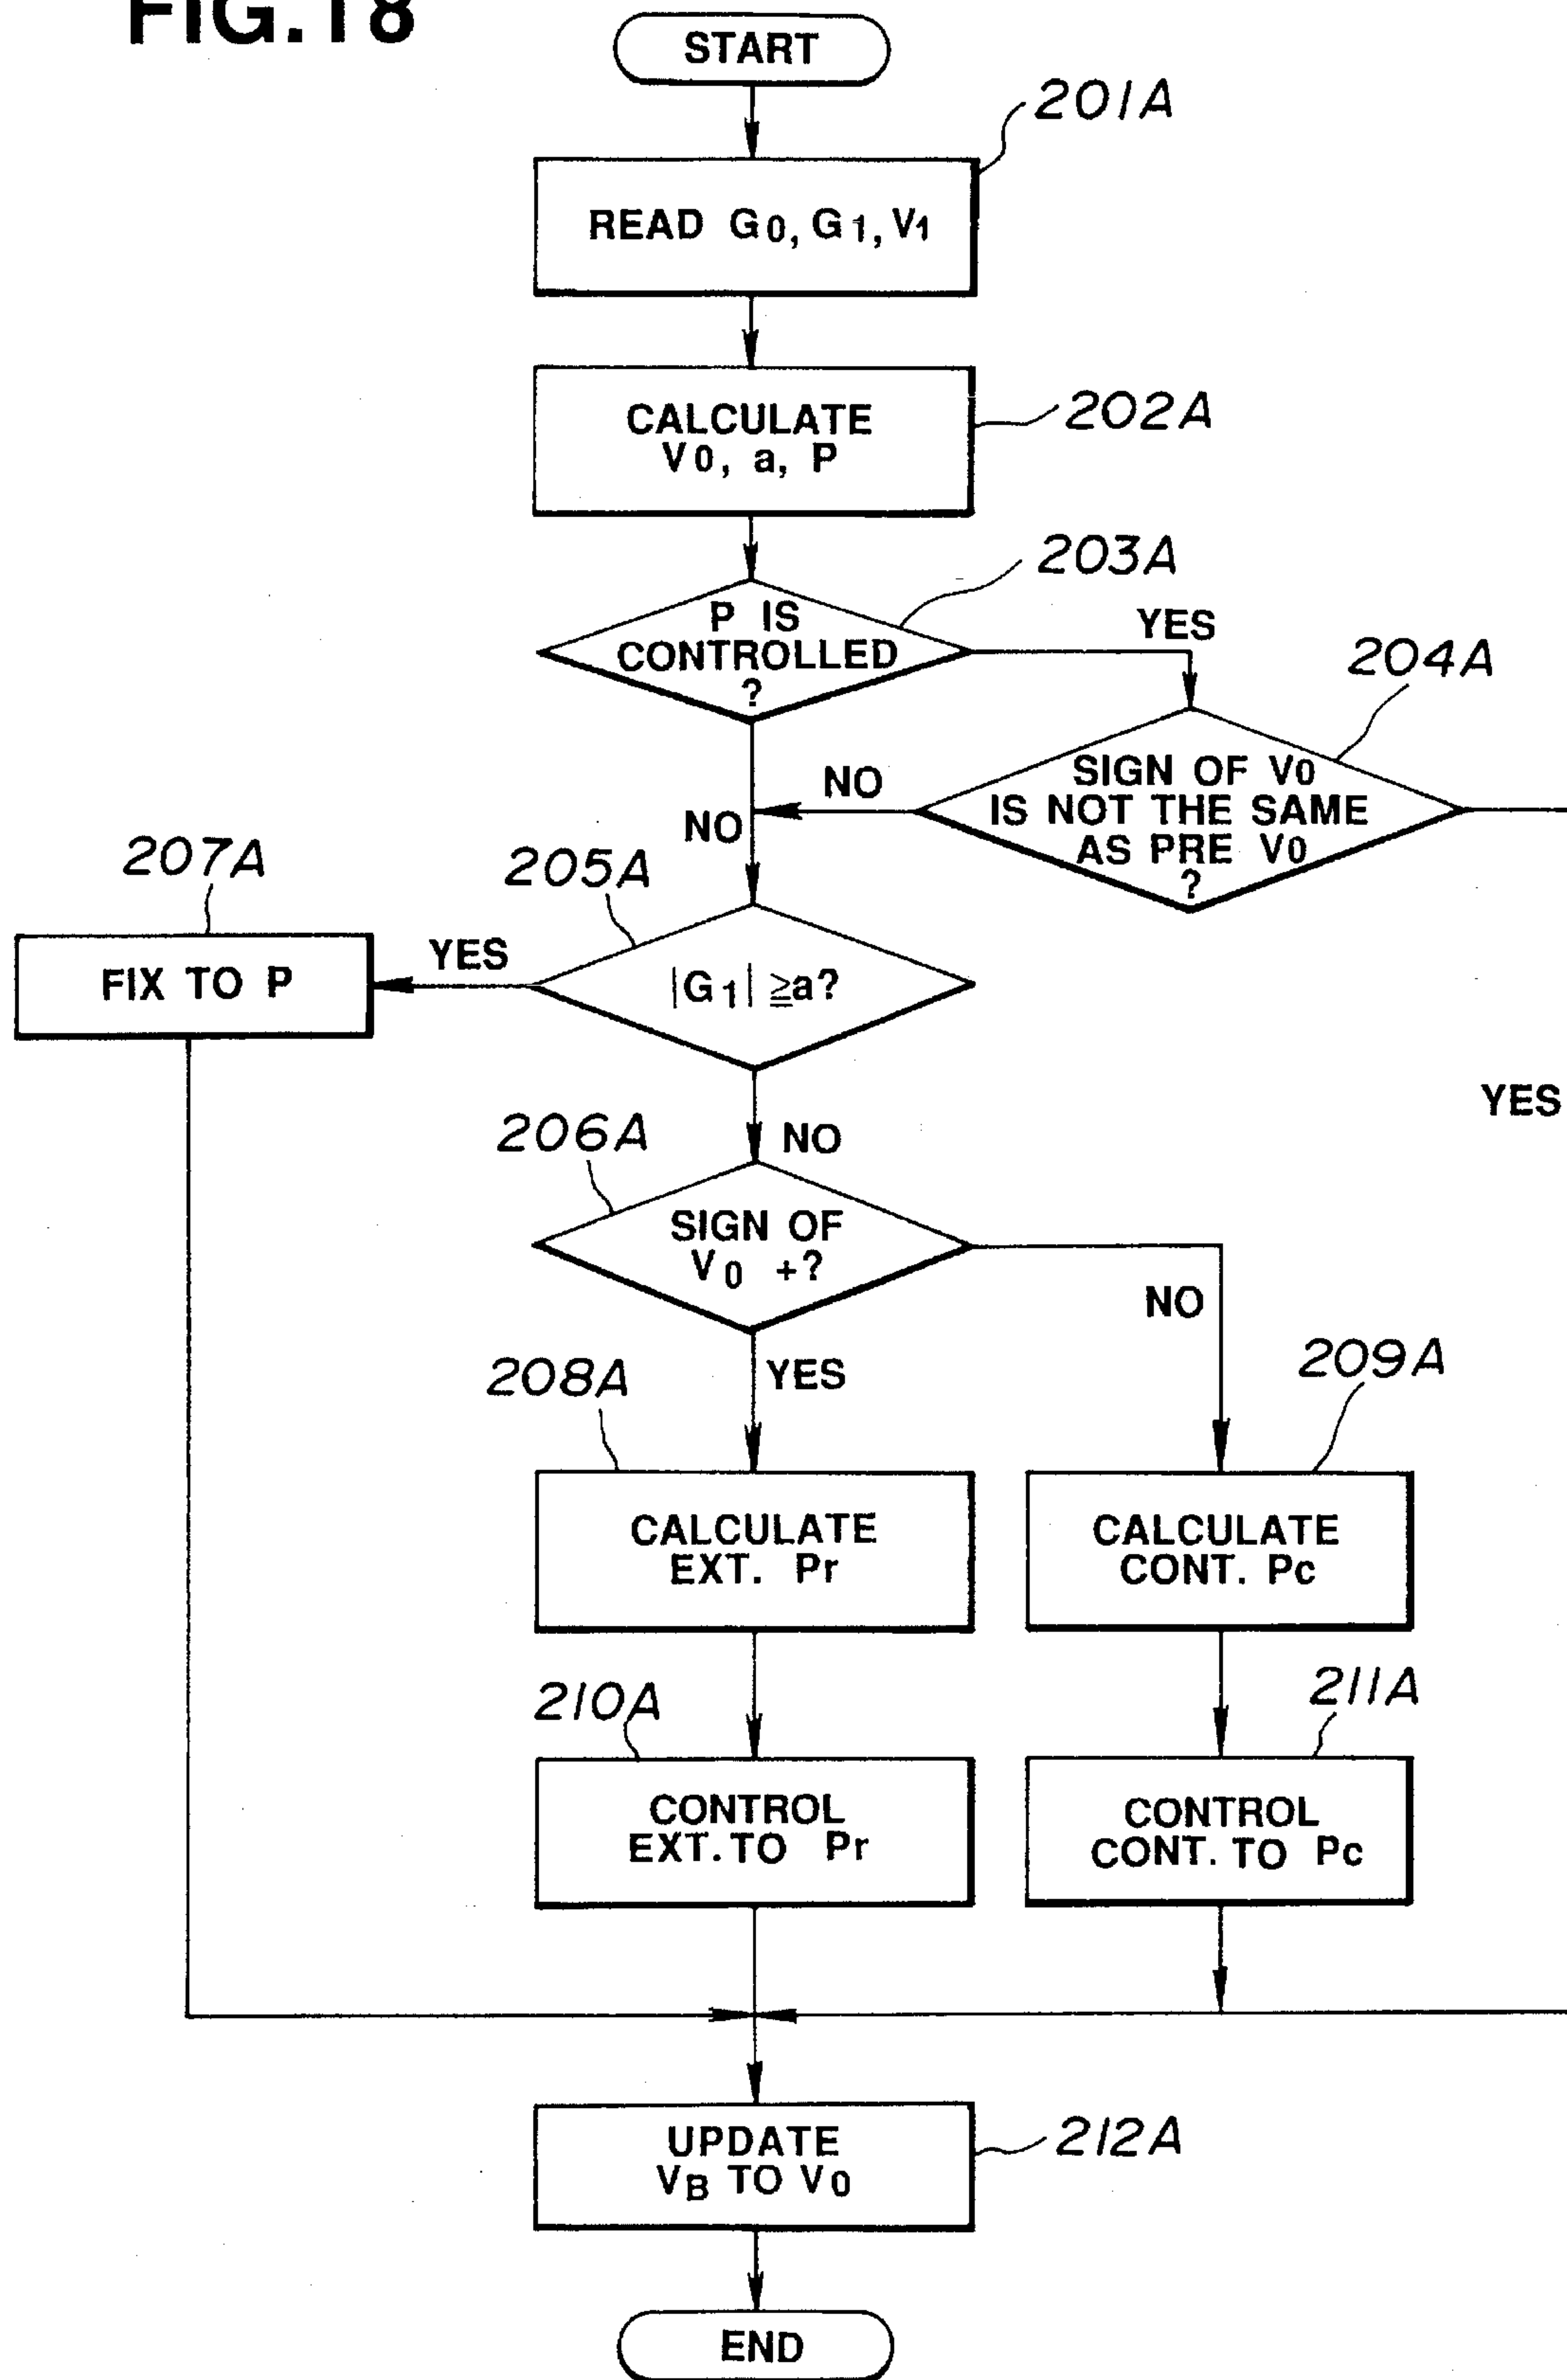 FIG.18
START
201A
READ G0, G1, V1
202A
CALCULATE
V0, a, P
203A
P IS
CONTROLLED
?
YES
204A
SIGN OF V0
IS NOT THE SAME
AS PRE V0
?
NO
NO
207A
205A
FIX TO P
YES
|G1| ≧a?
YES
206A
NO
SIGN OF
V0 +?
NO
208A
YES
209A
CALCULATE
EXT. Pr
CALCULATE
CONT. Pc
210A
211A
CONTROL
EXT. TO Pr
CONTROL
CONT. TO Pc
UPDATE
VB TO V0
212A
END